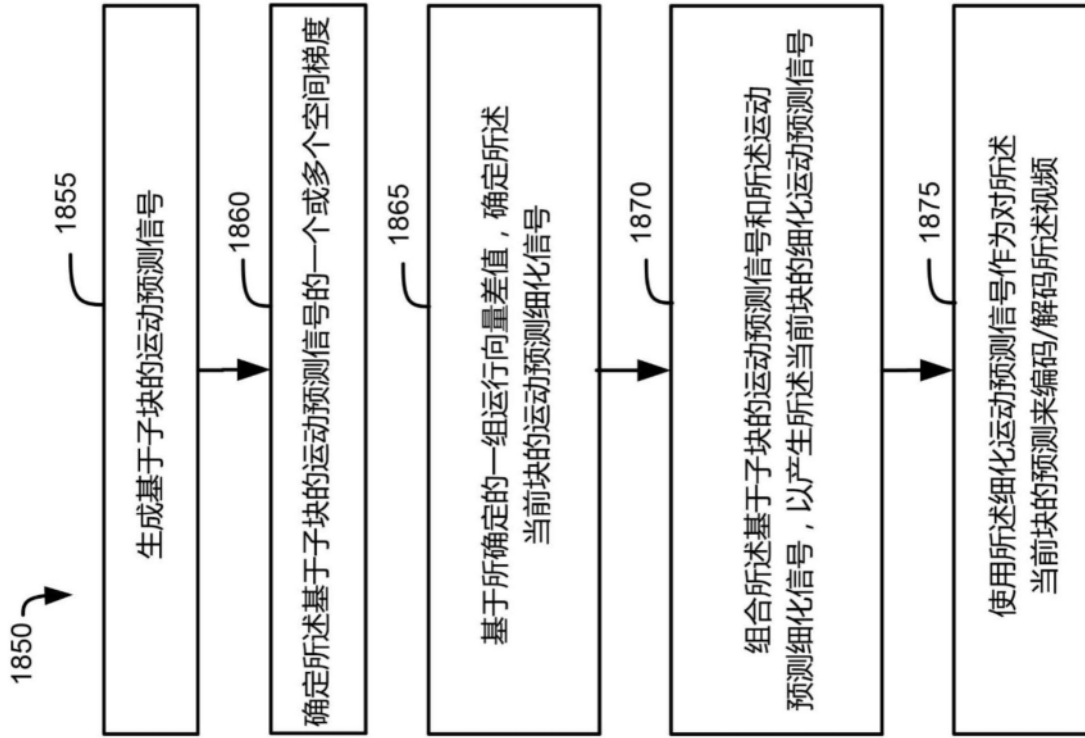 1850
1855
生成基于子块的运动预测信号
1860
确定所述基于子块的运动预测信号的一个或多个空间梯度
1865
基于所确定的一组运行向量差值，确定所述
当前块的运动预测细化信号
1870
组合所述基于子块的运动预测信号和所述运动
预测细化信号，以产生所述当前块的细化运动预测信号
1875
使用所述细化运动预测信号作为对所述
当前块的预测来编码/解码所述视频